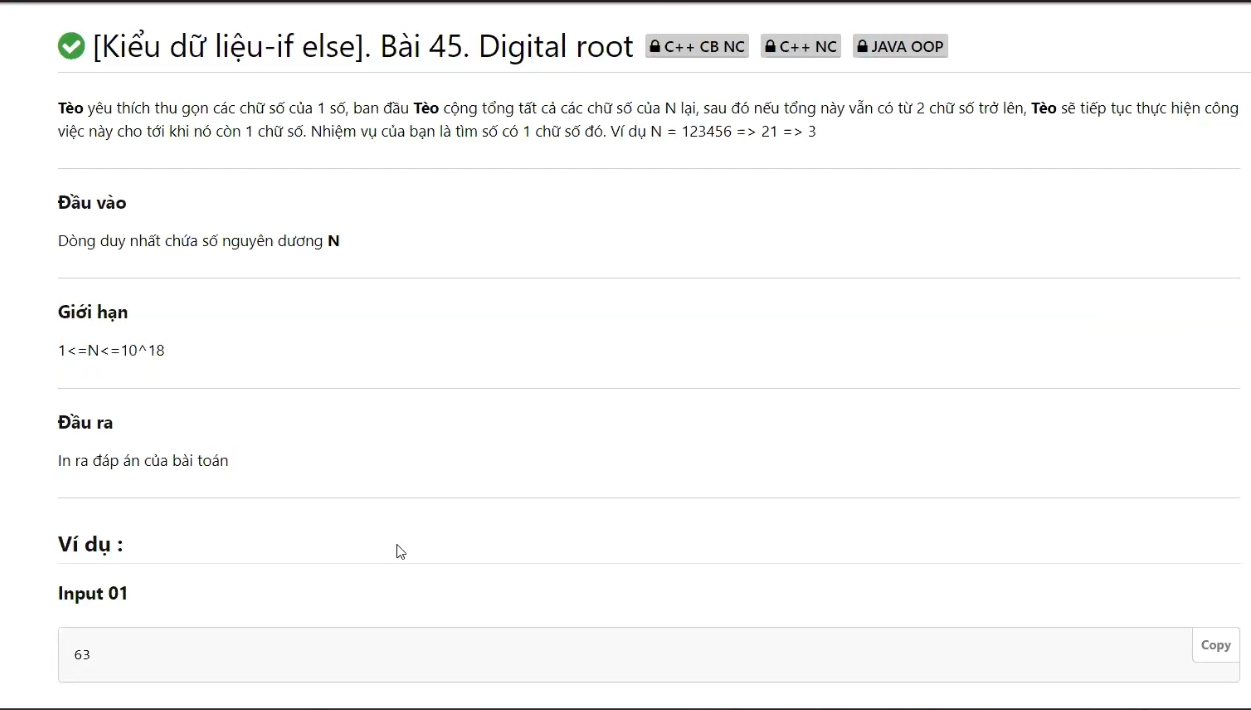 [Kiểu dữ liệu-if else]. Bài 45. Digital root C++ CB NC C++ NC JAVA OOP
Tèo yêu thích thu gọn các chữ số của 1 số, ban đầu Tèo cộng tổng tất cả các chữ số của N lại, sau đó nếu tổng này vẫn có từ 2 chữ số trở lên, Tèo sẽ tiếp tục thực hiện công
việc này cho tới khi nó còn 1 chữ số. Nhiệm vụ của bạn là tìm số có 1 chữ số đó. Ví dụ N = 123456 => 21 => 3
Đầu vào
Dòng duy nhất chứa số nguyên dương N
Giới hạn
1<=N<=10^18
Đầu ra
In ra đáp án của bài toán
Ví dụ :
Input 01
Copy
63